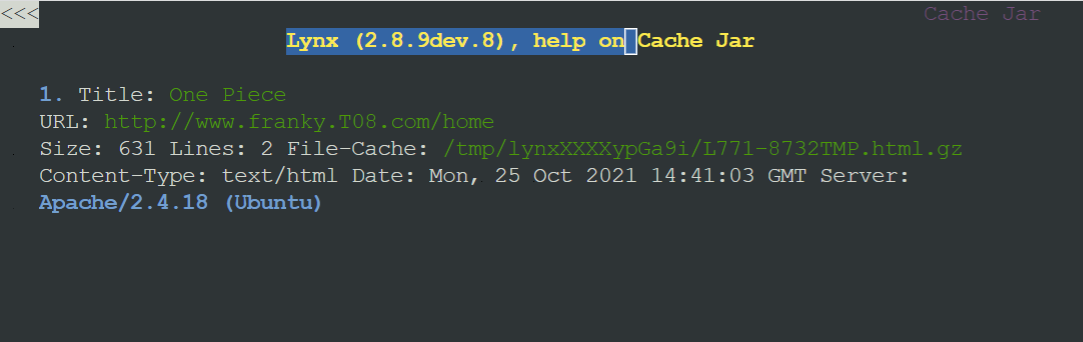 <<< Cache Jar
Lynx (2.8.9dev.8), help on Cache Jar
1. Title: One Piece
URL: http://www.franky.T08.com/home
Size: 631 Lines: 2 File-Cache: /tmp/lynxXXXXypGa9i/L771-8732TMP.html.gz
Content-Type: text/html Date: Mon, 25 Oct 2021 14:41:03 GMT Server:
Apache/2.4.18 (Ubuntu)